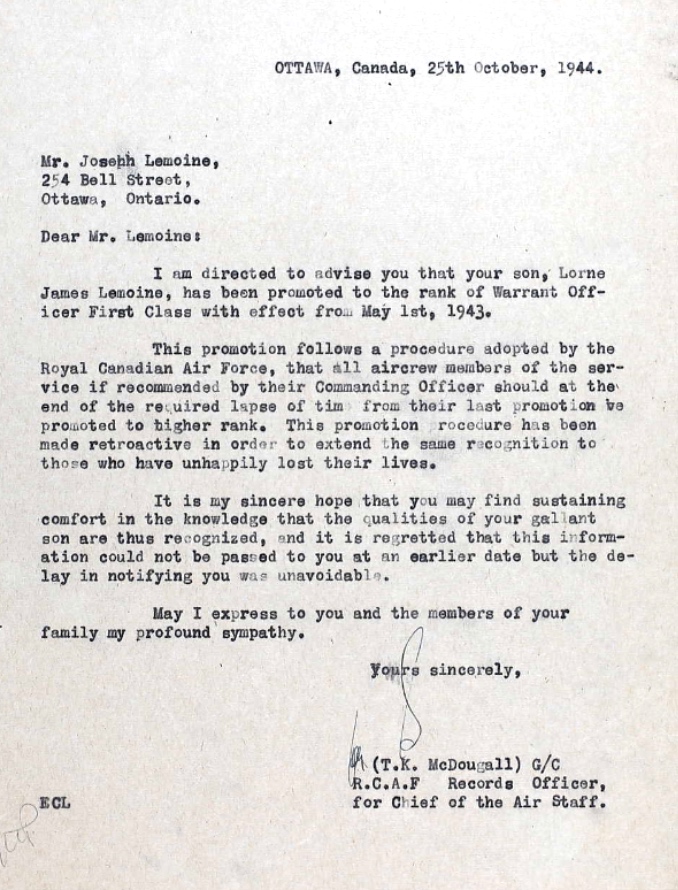 OTTAWA, Canada, 25th October, 1944.
Mr. Joseph Lemoine,
254 Bell Street,
Ottawa, Ontario.
Dear Mr. Lemoine:
I am directed to advise you that your son, Lorne
James Lemoine, has been promoted to the rank of Warrant Off-
icer First Class with effect from May 1st, 1943.
This promotion follows a procedure adopted by the
Royal Canadian Air Force, that all aircrew members of the ser-
vice if recommended by their Commanding Officer should at the
end of the required lapse of tim from their last promotion be
promoted to higher rank. This promotion rocedure has been
made retroactive in order to extend the same recognition to
those who have unhappily lost their lives.
It is my sincere hope that you may find sustaining
comfort in the knowledge that the qualities of your gallant
son are thus recognized, and it is regretted that this inform-
ation could not be passed to you at an earlier date but the de-
lay in notifying you was unavoidable.
May I express to you and the members of your
family my profound sympathy.
Yours sincerely,
(T.K. McDougall) G/C
R.C.A.F Records Officer,
for Chief of the Air Staff.
ECL